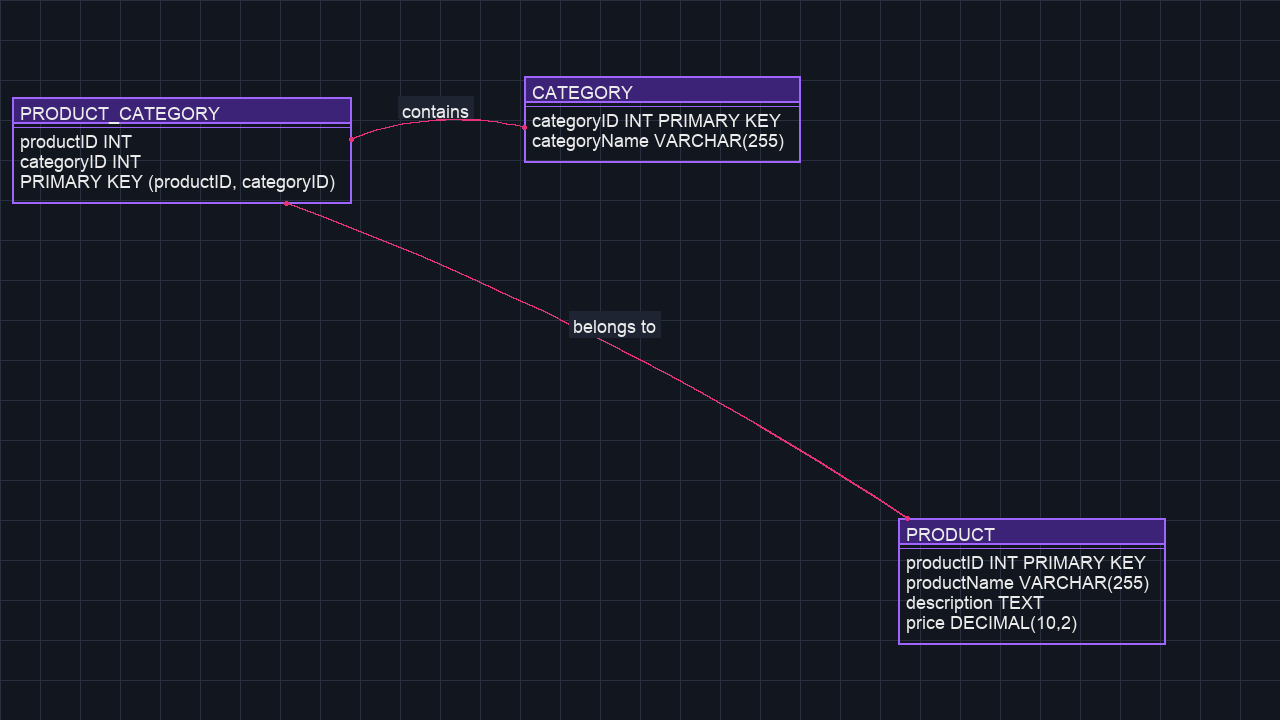 PRODUCT_CATEGORY
productID INT
categoryID INT
PRIMARY KEY (productID, categoryID)
contains
CATEGORY
categoryID INT PRIMARY KEY
categoryName VARCHAR(255)
belongs to
PRODUCT
productID INT PRIMARY KEY
productName VARCHAR(255)
description TEXT
price DECIMAL(10,2)